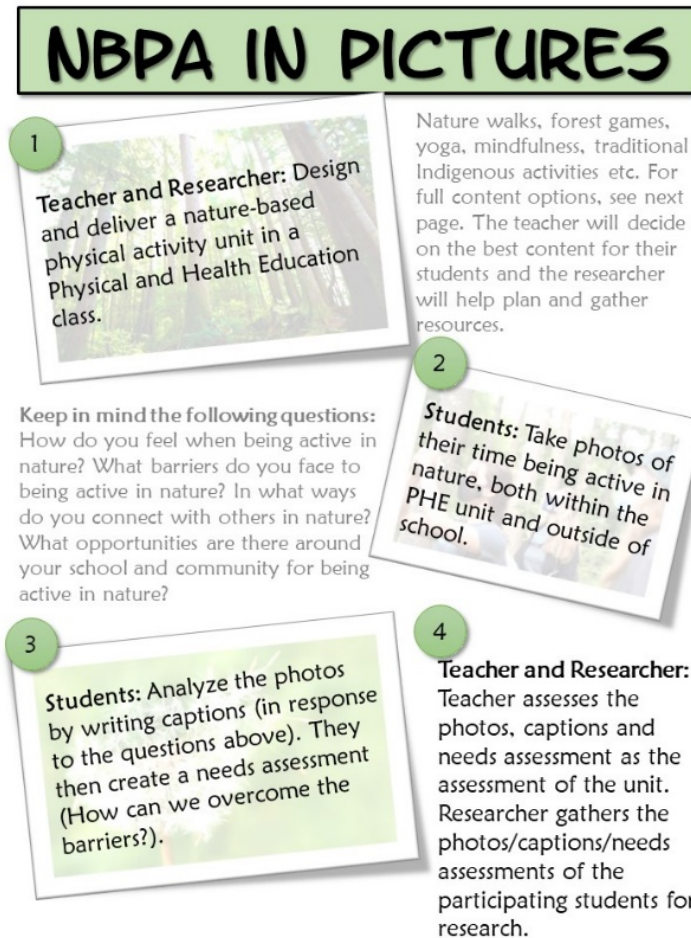 NBPA IN PICTURES
1
Teacher and Researcher: Design
and deliver a nature-based
physical activity unit in a
Physical and Health Education
class.
Nature walks, forest games,
yoga, mindfulness, traditional
Indigenous activities etc. For
full content options, see next
page. The teacher will decide
on the best content for their
students and the researcher
will help plan and gather
resources.
2
Students: Take photos of
their time being active in
nature, both within the
PHE unit and outside of
school.
Keep in mind the following questions:
How do you feel when being active in
nature? What barriers do you face to
being active in nature? In what ways
do you connect with others in nature?
What opportunities are there around
your school and community for being
active in nature?
3
Students: Analyze the photos
by writing captions (in response
to the questions above). They
then create a needs assessment
(How can we overcome the
barriers?).
4
Teacher and Researcher:
Teacher assesses the
photos, captions and
needs assessment as the
assessment of the unit.
Researcher gathers the
photos/captions/needs
assessments of the
participating students for
research.